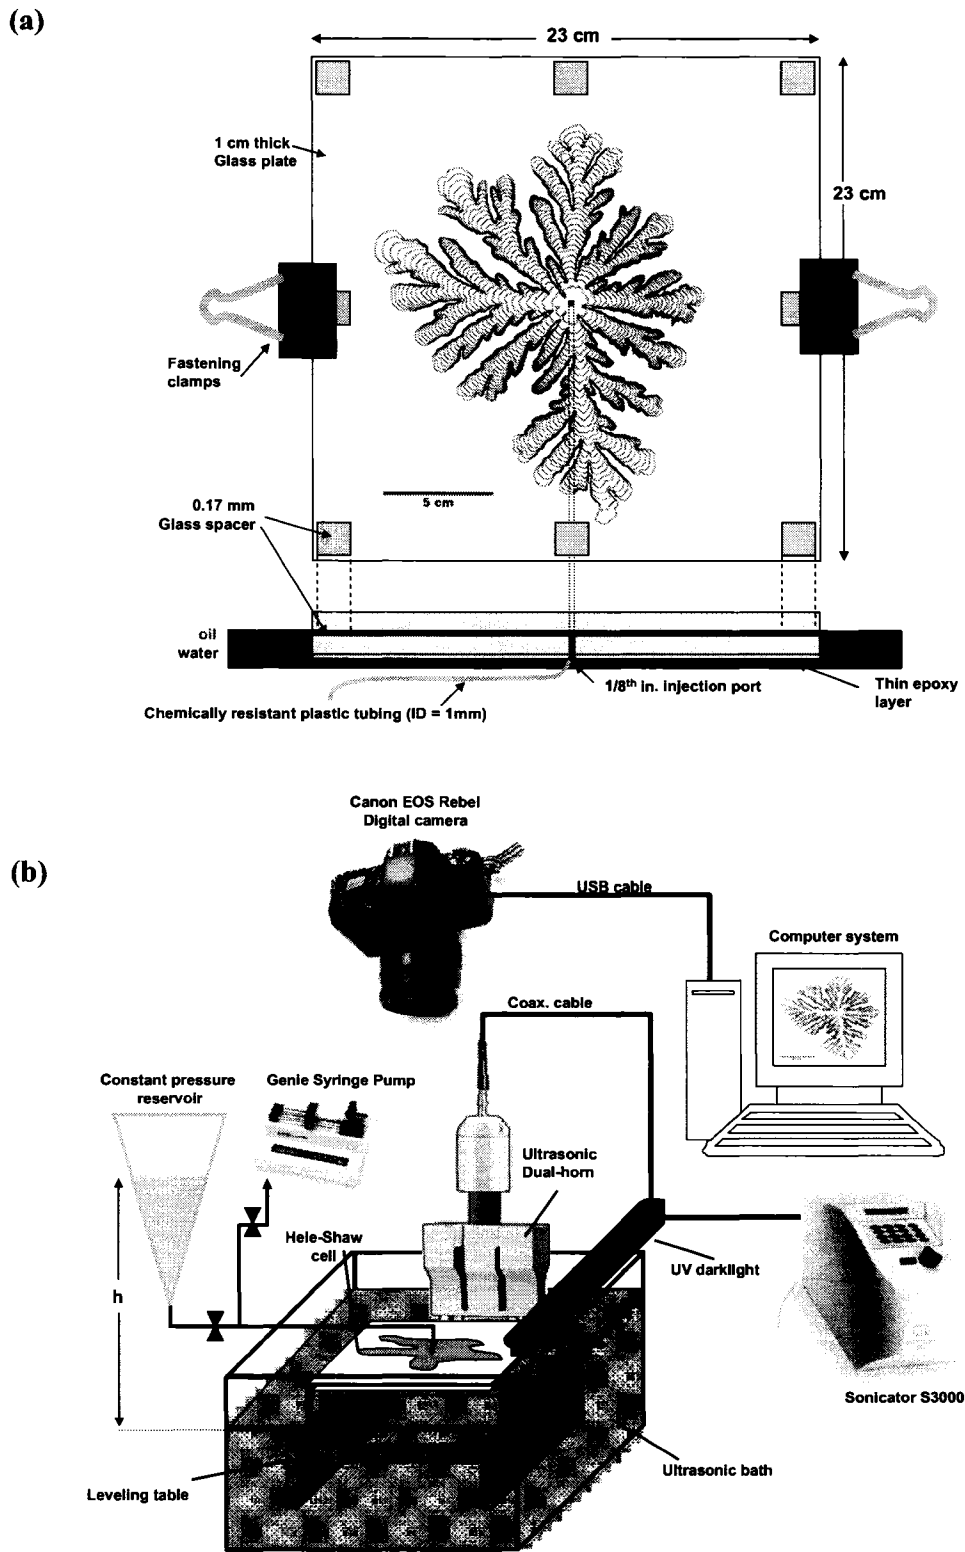 (a)
23 cm
1 cm thick
Glass plate
23 cm
Fastening
clamps
5 cm
0.17 mm
Glass spacer
oil
water
1/8th in. injection port
Thin epoxy
layer
Chemically resistant plastic tubing (ID = 1mm)
Canon EOS Rebel
Digital camera
(b)
USB cable
Computer system
Coax. cable
Constant pressure
reservoir
Genie Syringe Pump
Ultrasonic
Dual-horn
Hele-Shaw
cell
UV darklight
h
Sonicator S3000
Ultrasonic bath
Leveling table